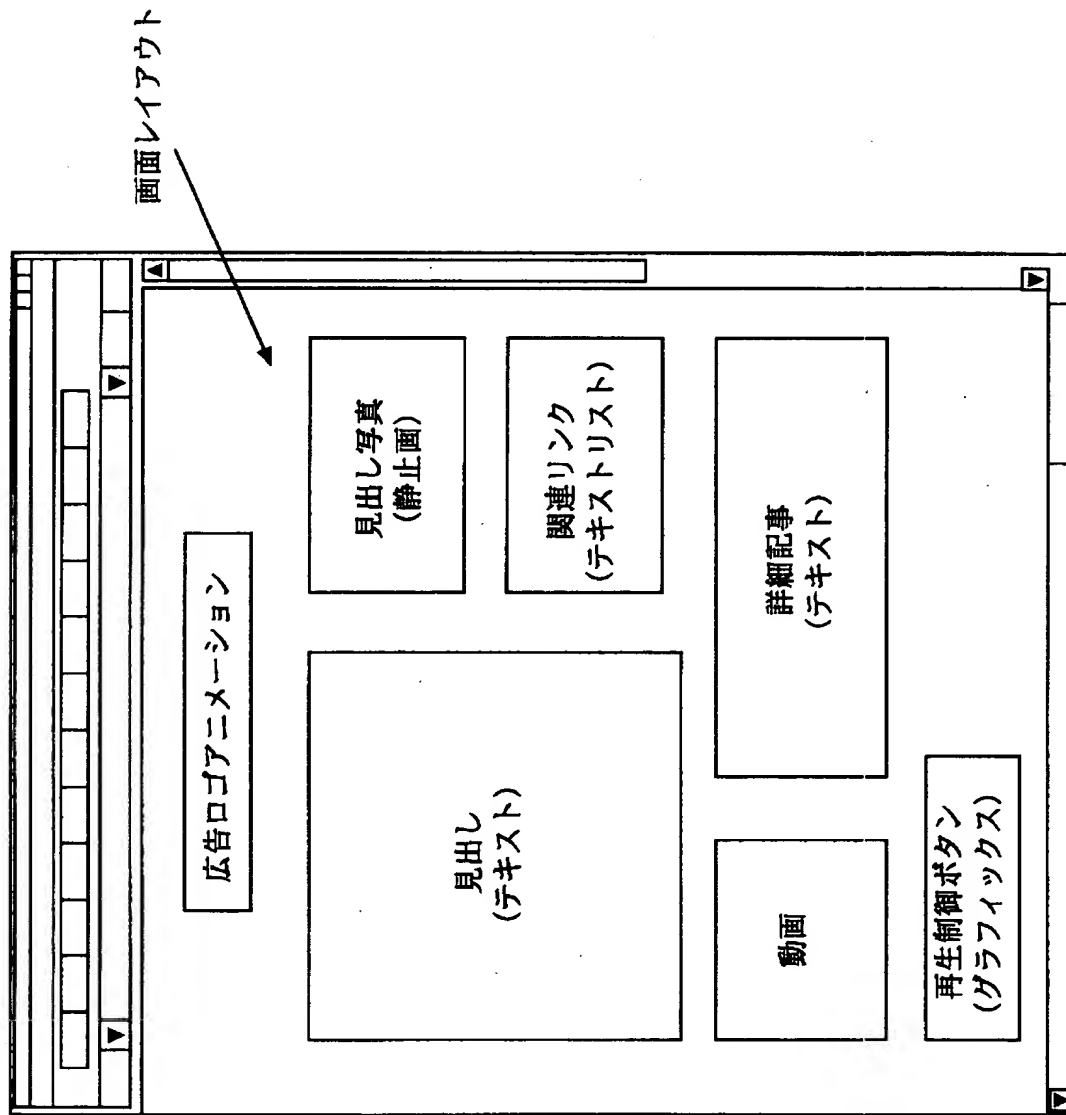 画面レイアウト
広告ロゴアニメーション
見出し
(テキスト)
見出し写真
(静止画)
関連リンク
(テキストリスト)
動画
詳細記事
(テキスト)
再生制御ボタン
(グラフィックス)